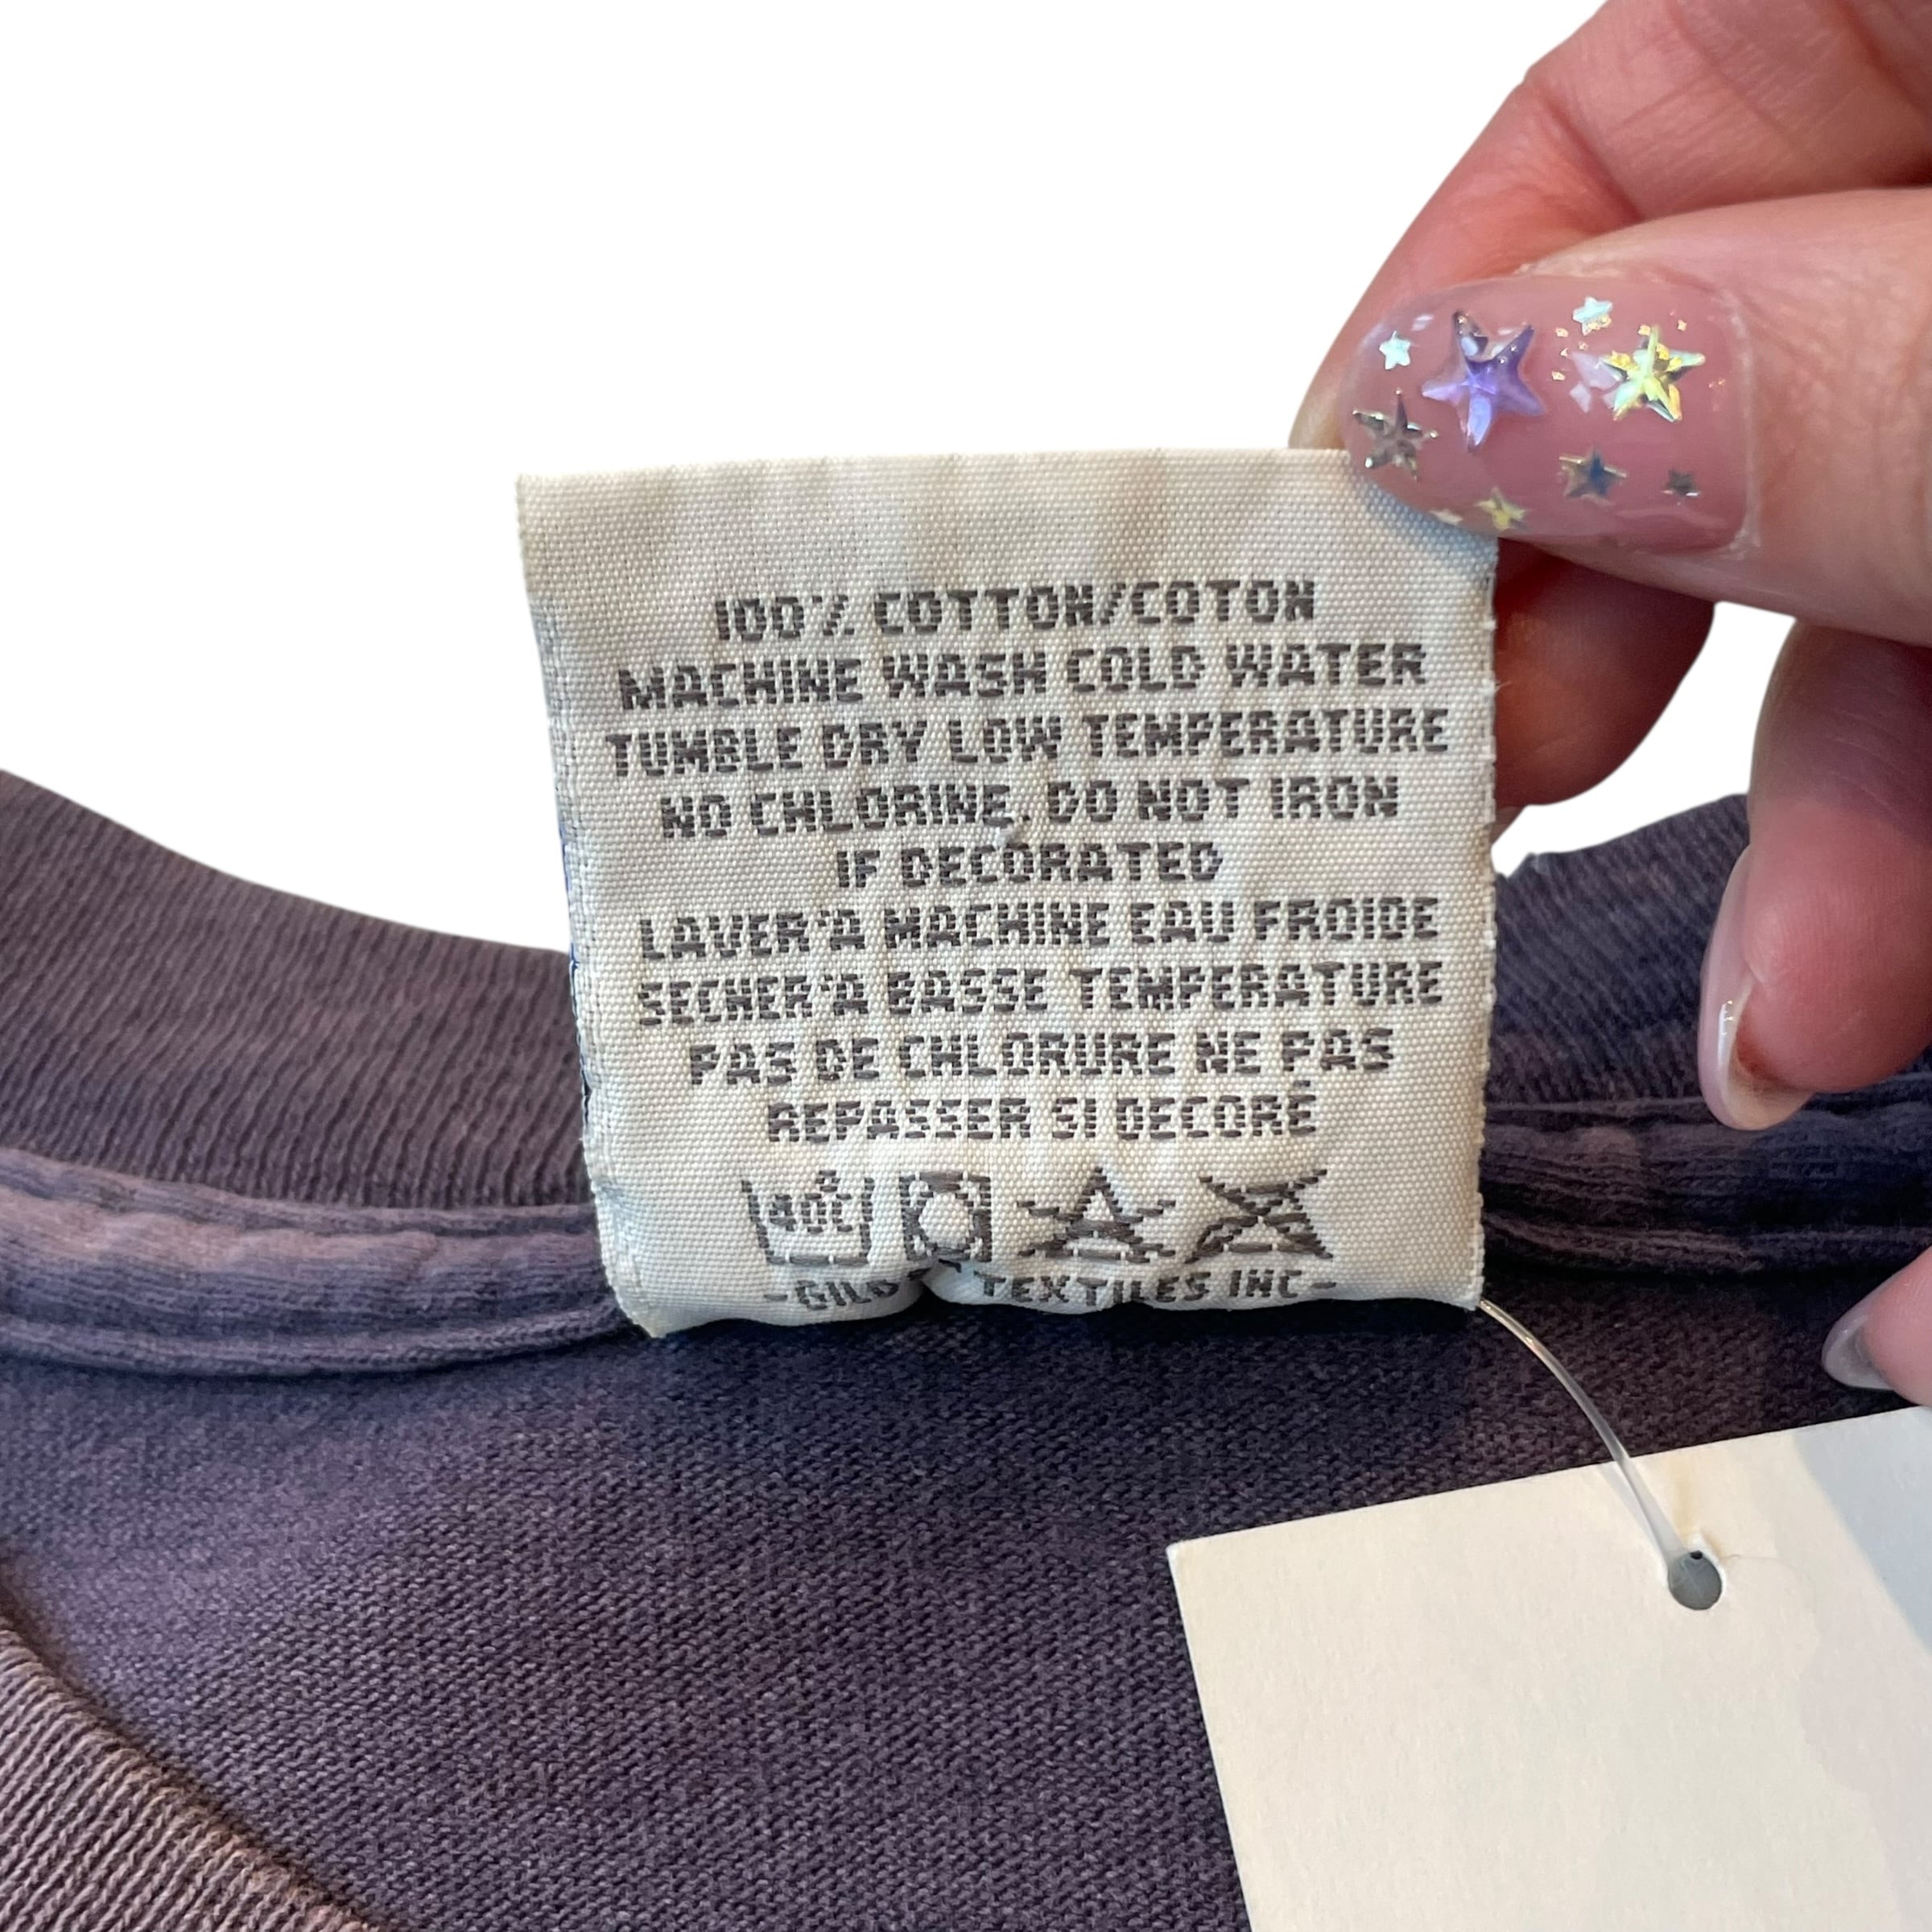 100% COTTON/COTON
MACHINE WASH COLD WATER
TUMBLE DRY LOW TEMPERATURE
NO CHLORINE. DO NOT IRON
IF DECORATED
LAVER'A MACHINE EAU FROIDE
SECHER'A BASSE TEMPERATURE
PAS DE CHLORURE NE PAS
REPASSER SI DECORÉ
40°C
TEXTILES INC-